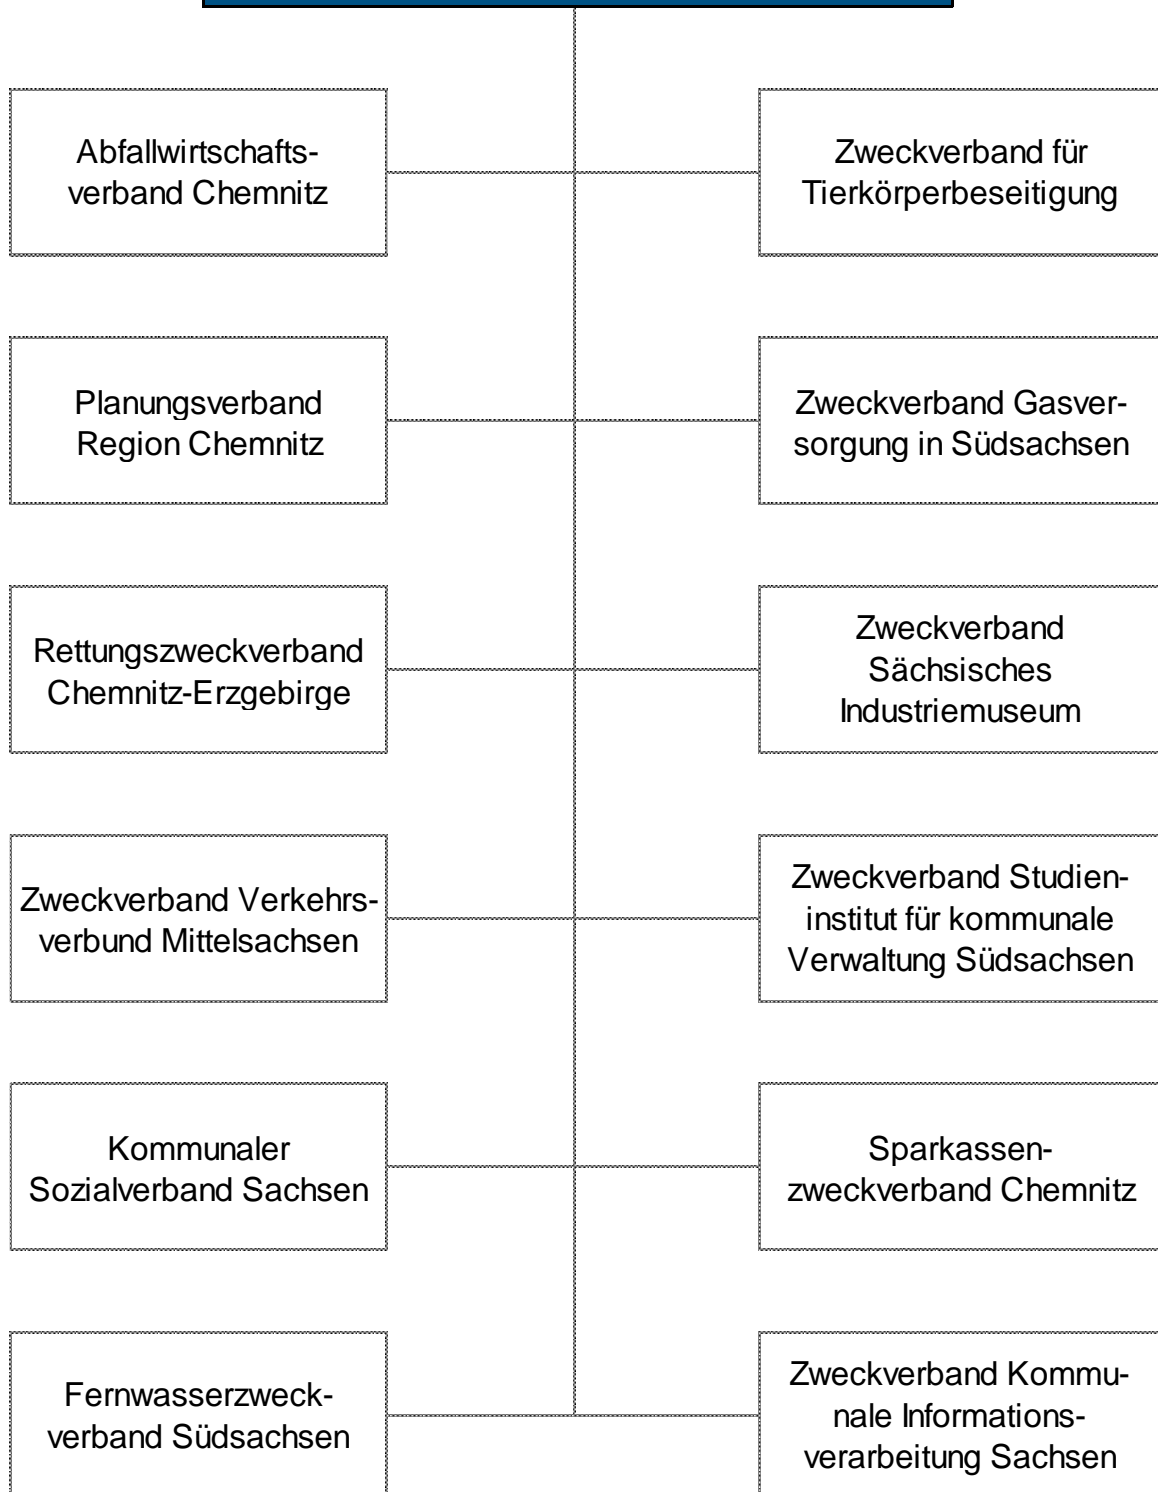 Abfallwirtschafts-
verband Chemnitz
Zweckverband für
Tierkörperbeseitigung
Planungsverband
Region Chemnitz
Zweckverband Gasver-
sorgung in Südsachsen
Rettungszweckverband
Chemnitz-Erzgebirge
Zweckverband
Sächsisches
Industriemuseum
Zweckverband Verkehrs-
verbund Mittelsachsen
Zweckverband Studien-
institut für kommunale
Verwaltung Südsachsen
Kommunaler
Sozialverband Sachsen
Sparkassen-
zweckverband Chemnitz
Fernwasserzweck-
verband Südsachsen
Zweckverband Kommu-
nale Informations-
verarbeitung Sachsen